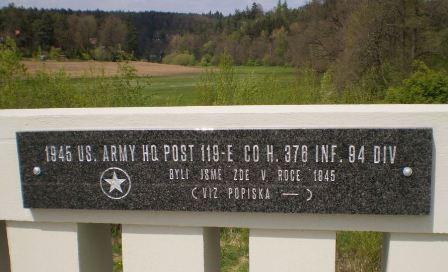 1945 US. ARMY HQ POST 119-E CO H. 376 INF. 94 DIV
BYLI JSME ZDE V ROCE 1945
( VIZ POPISKA — )